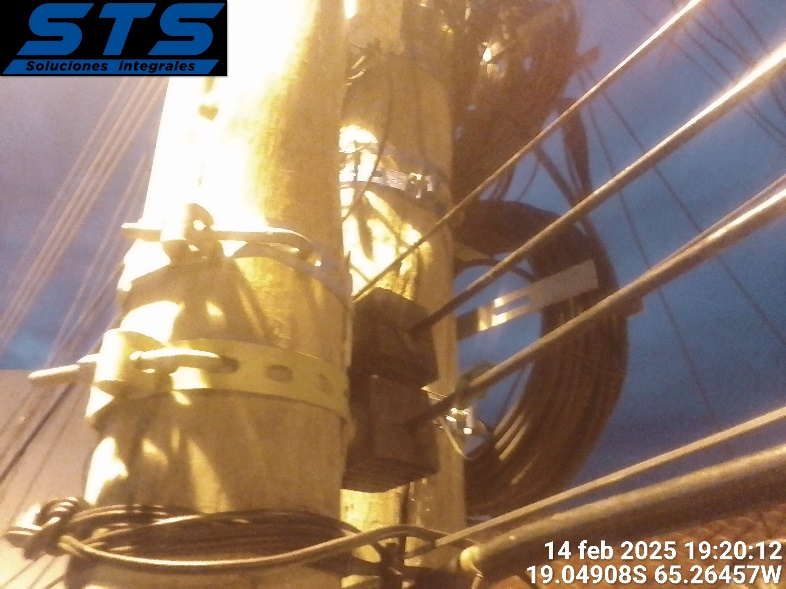 STS
Soluciones integrales
14 feb 2025 19:20:12
19.04908S 65.26457W